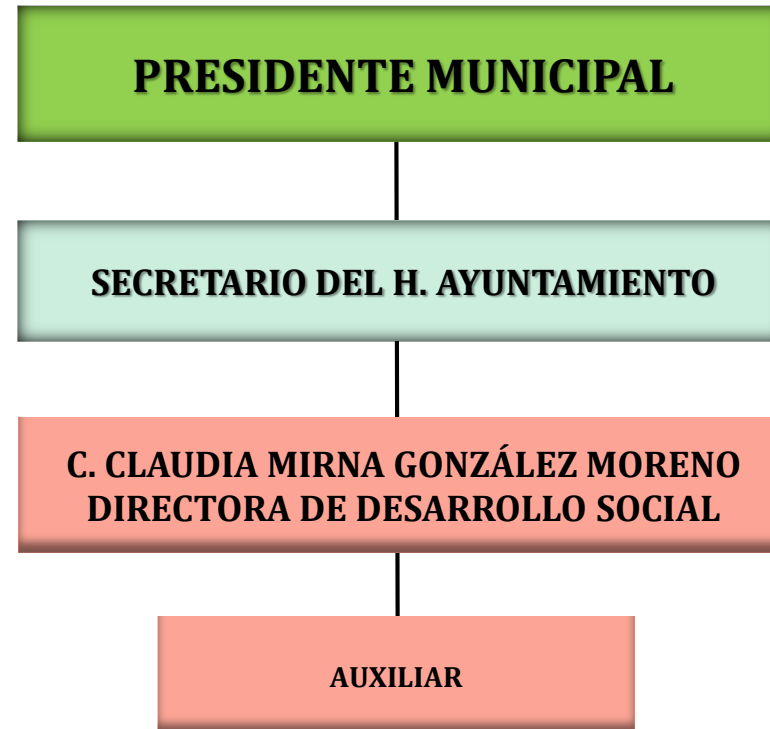 PRESIDENTE MUNICIPAL
SECRETARIO DEL H. AYUNTAMIENTO
C. CLAUDIA MIRNA GONZÁLEZ MORENO
DIRECTORA DE DESARROLLO SOCIAL
AUXILIAR